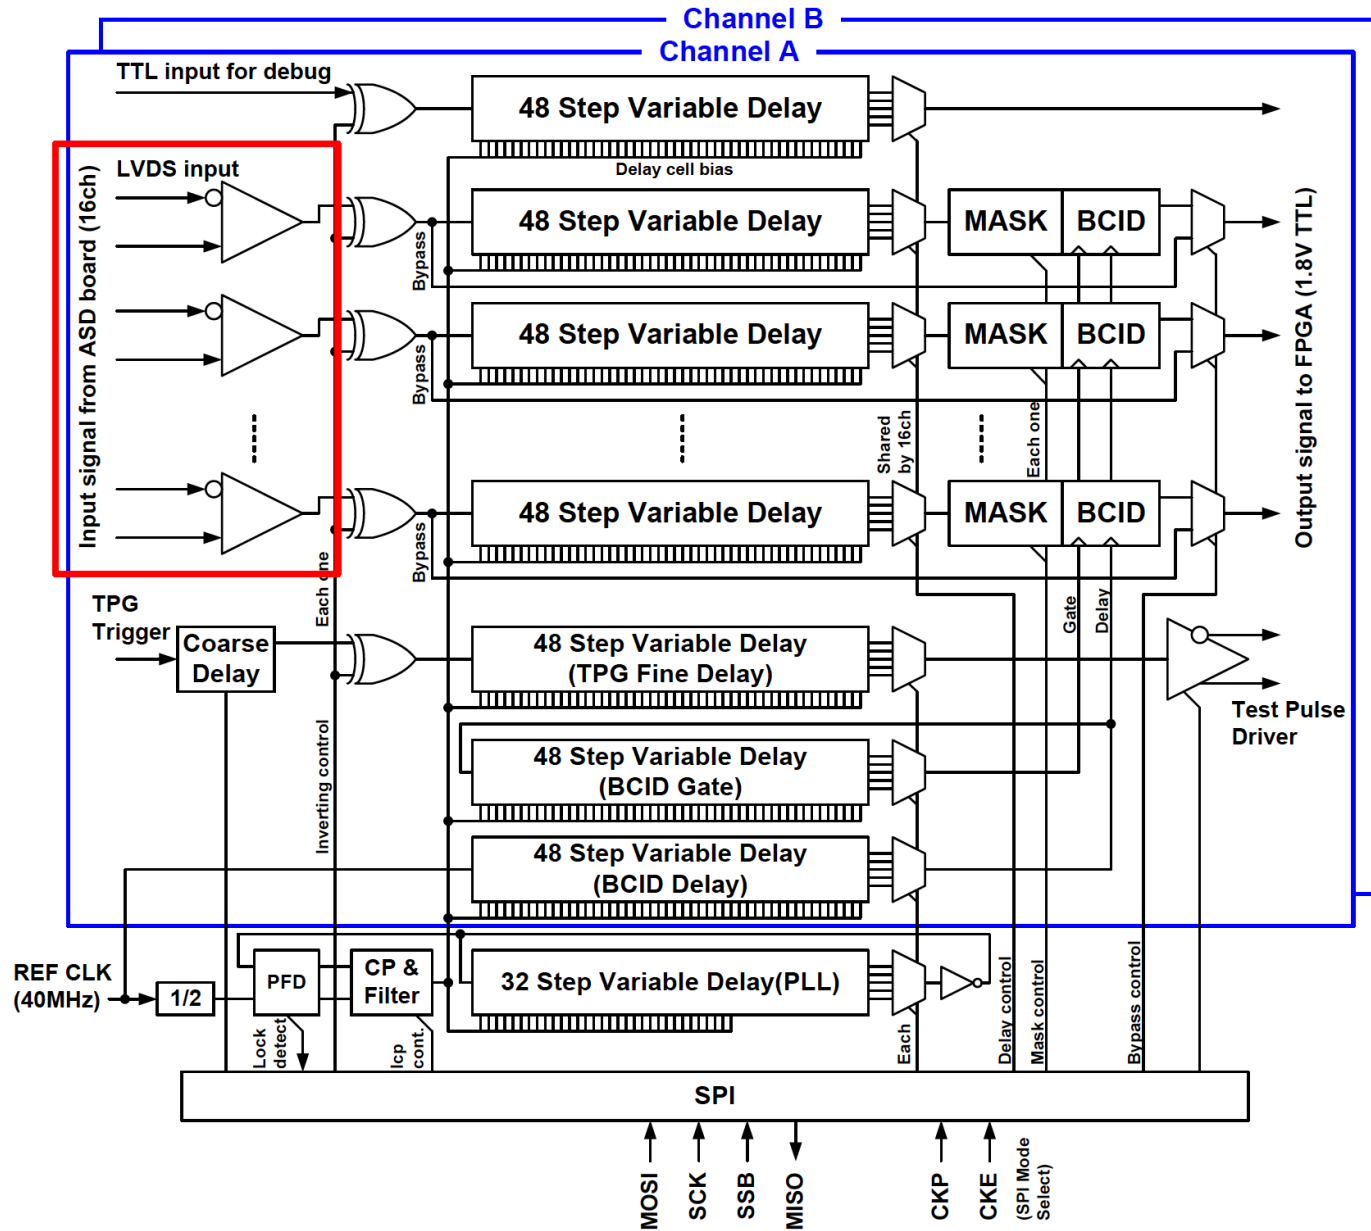 Channel B
Channel A
TTL input for debug
48 Step Variable Delay
Delay cell bias
Input signal from ASD board (16ch)
LVDS input
Bypass
48 Step Variable Delay
MASK
BCID
Bypass
48 Step Variable Delay
MASK
BCID
Shared
by 16ch
Each one
Output signal to FPGA (1.8V TTL)
Bypass
48 Step Variable Delay
MASK
BCID
Each one
Gate
Delay
TPG
Trigger
Coarse
Delay
48 Step Variable Delay
(TPG Fine Delay)
Test Pulse
Driver
Inverting control
48 Step Variable Delay
(BCID Gate)
48 Step Variable Delay
(BCID Delay)
REF CLK
(40MHz)
1/2
PFD
CP &
Filter
32 Step Variable Delay(PLL)
Lock
detect
Icp
cont.
Each
Delay control
Mask control
Bypass control
SPI
MOSI
SCK
SSB
MISO
CKP
CKE
(SPI Mode
Select)